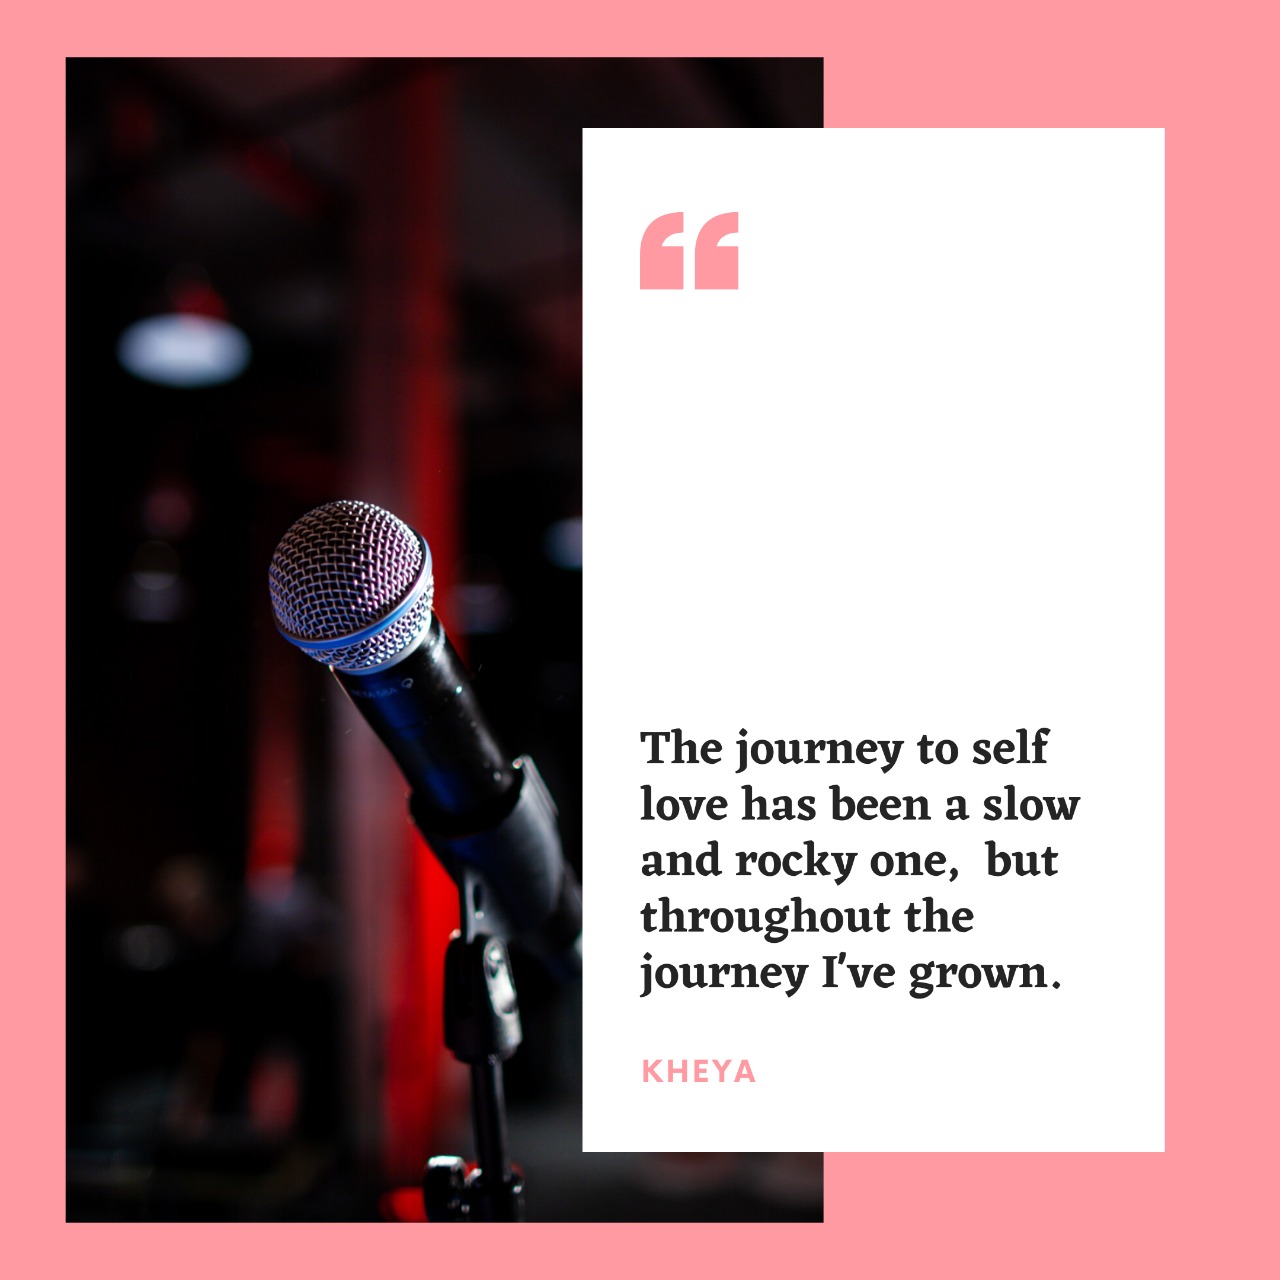 “
The journey to self
love has been a slow
and rocky one,  but
throughout the
journey I've grown.
KHEYA